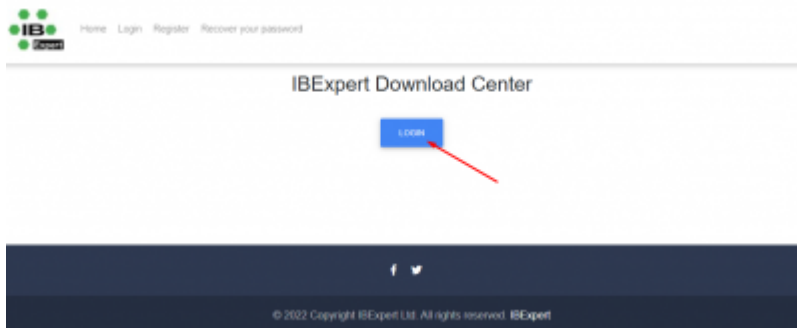 IB
Expert
Home Login Register Recover your password
IBExpert Download Center
LOGIN
© 2022 Copyright IBExpert Ltd. All rights reserved. IBExpert